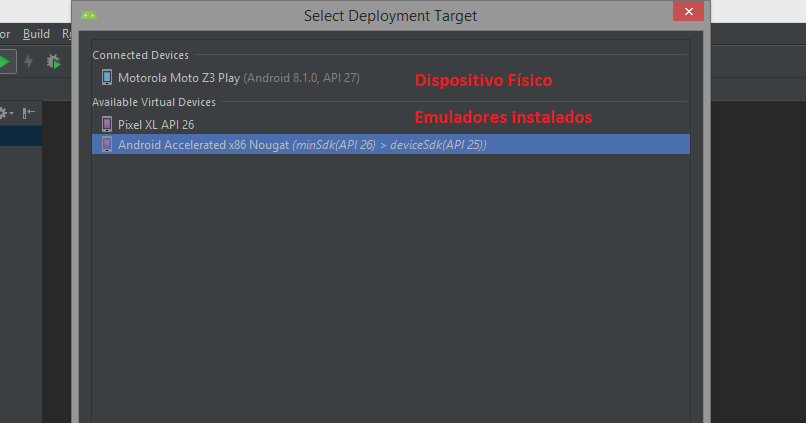 Select Deployment Target
or Build R
Connected Devices
Motorola Moto Z3 Play (Android 8.1.0, API 27)
Dispositivo Físico
Available Virtual Devices
Emuladores instalados
Pixel XL API 26
Android Accelerated x86 Nougat (minSdk(API 26) > deviceSdk(API 25))